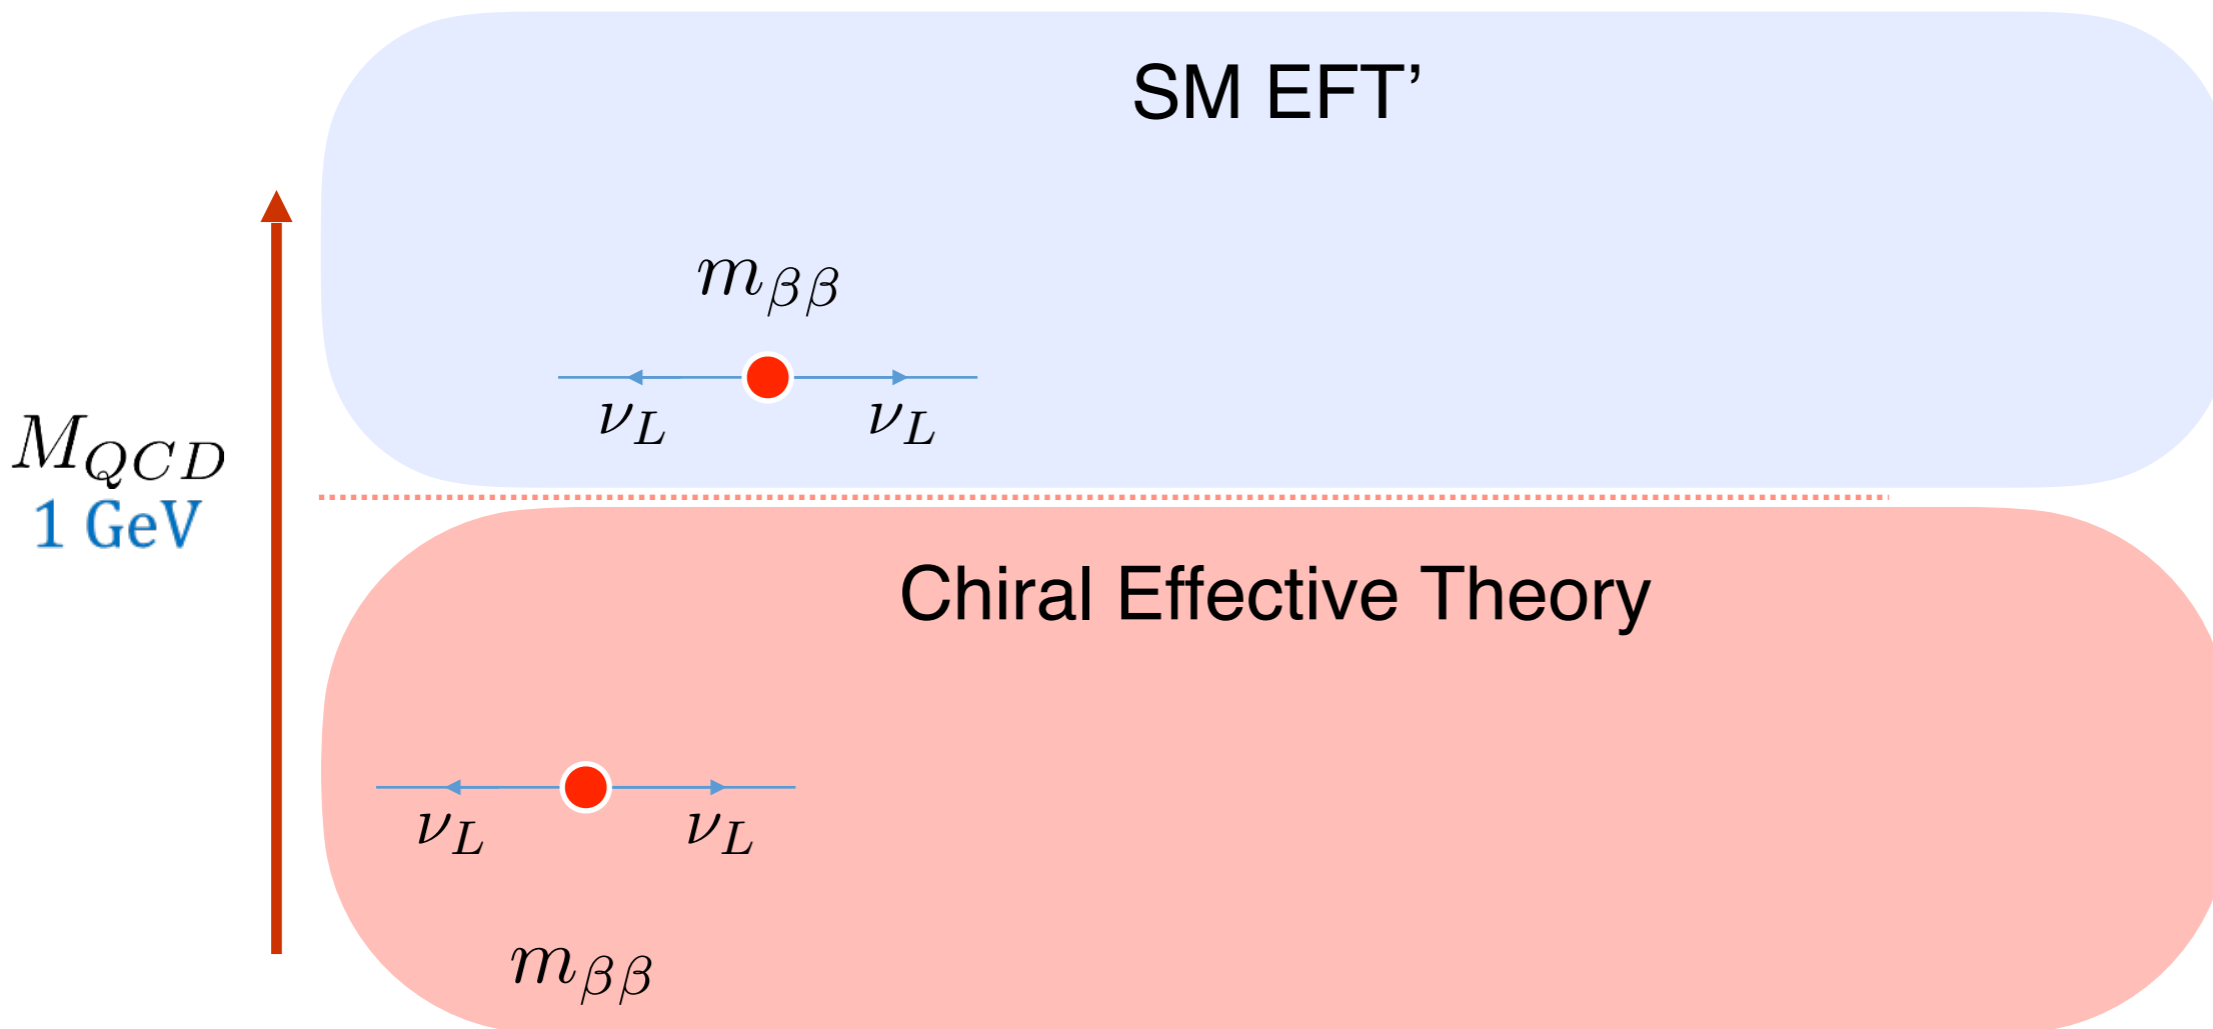 SM EFT’
m_{ββ}
ν_L ν_L
M_{QCD}
1 GeV
Chiral Effective Theory
ν_L ν_L
m_{ββ}